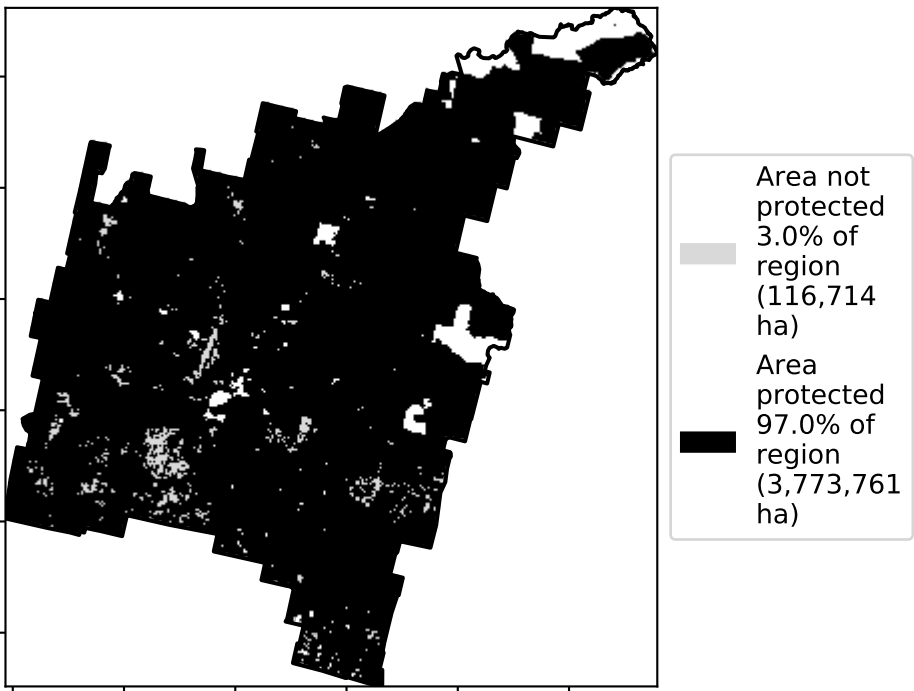 Area not
protected
3.0% of
region
(116,714
ha)
Area
protected
97.0% of
region
(3,773,761
ha)